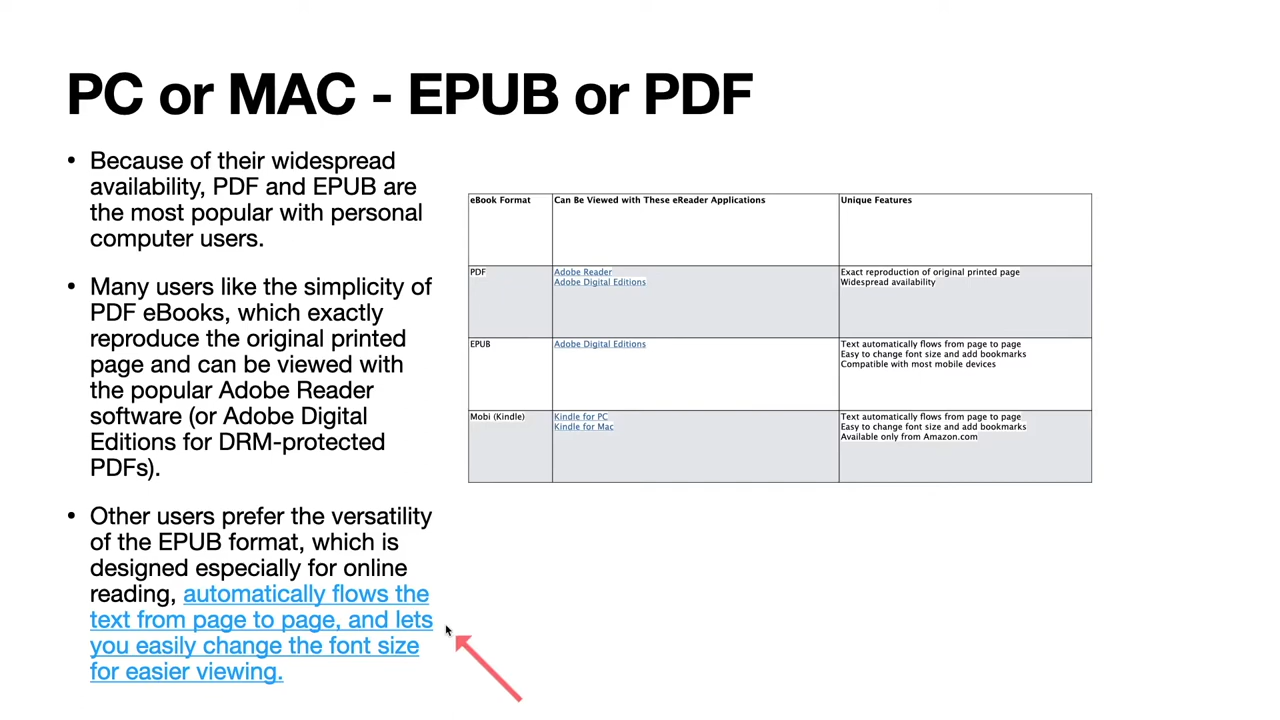 PC or MAC - EPUB or PDF
• Because of their widespread
availability, PDF and EPUB are
the most popular with personal
computer users.
• Many users like the simplicity of
PDF eBooks, which exactly
reproduce the original printed
page and can be viewed with
the popular Adobe Reader
software (or Adobe Digital
Editions for DRM-protected
PDFs).
• Other users prefer the versatility
of the EPUB format, which is
designed especially for online
reading, automatically flows the
text from page to page, and lets
you easily change the font size
for easier viewing.
eBook Format Can Be Viewed with These eReader Applications Unique Features
PDF Adobe Reader Exact reproduction of original printed page
Adobe Digital Editions Widespread availability
EPUB Adobe Digital Editions Text automatically flows from page to page
Easy to change font size and add bookmarks
Compatible with most mobile devices
Mobi (Kindle) Kindle for PC Text automatically flows from page to page
Kindle for Mac Easy to change font size and add bookmarks
Available only from Amazon.com